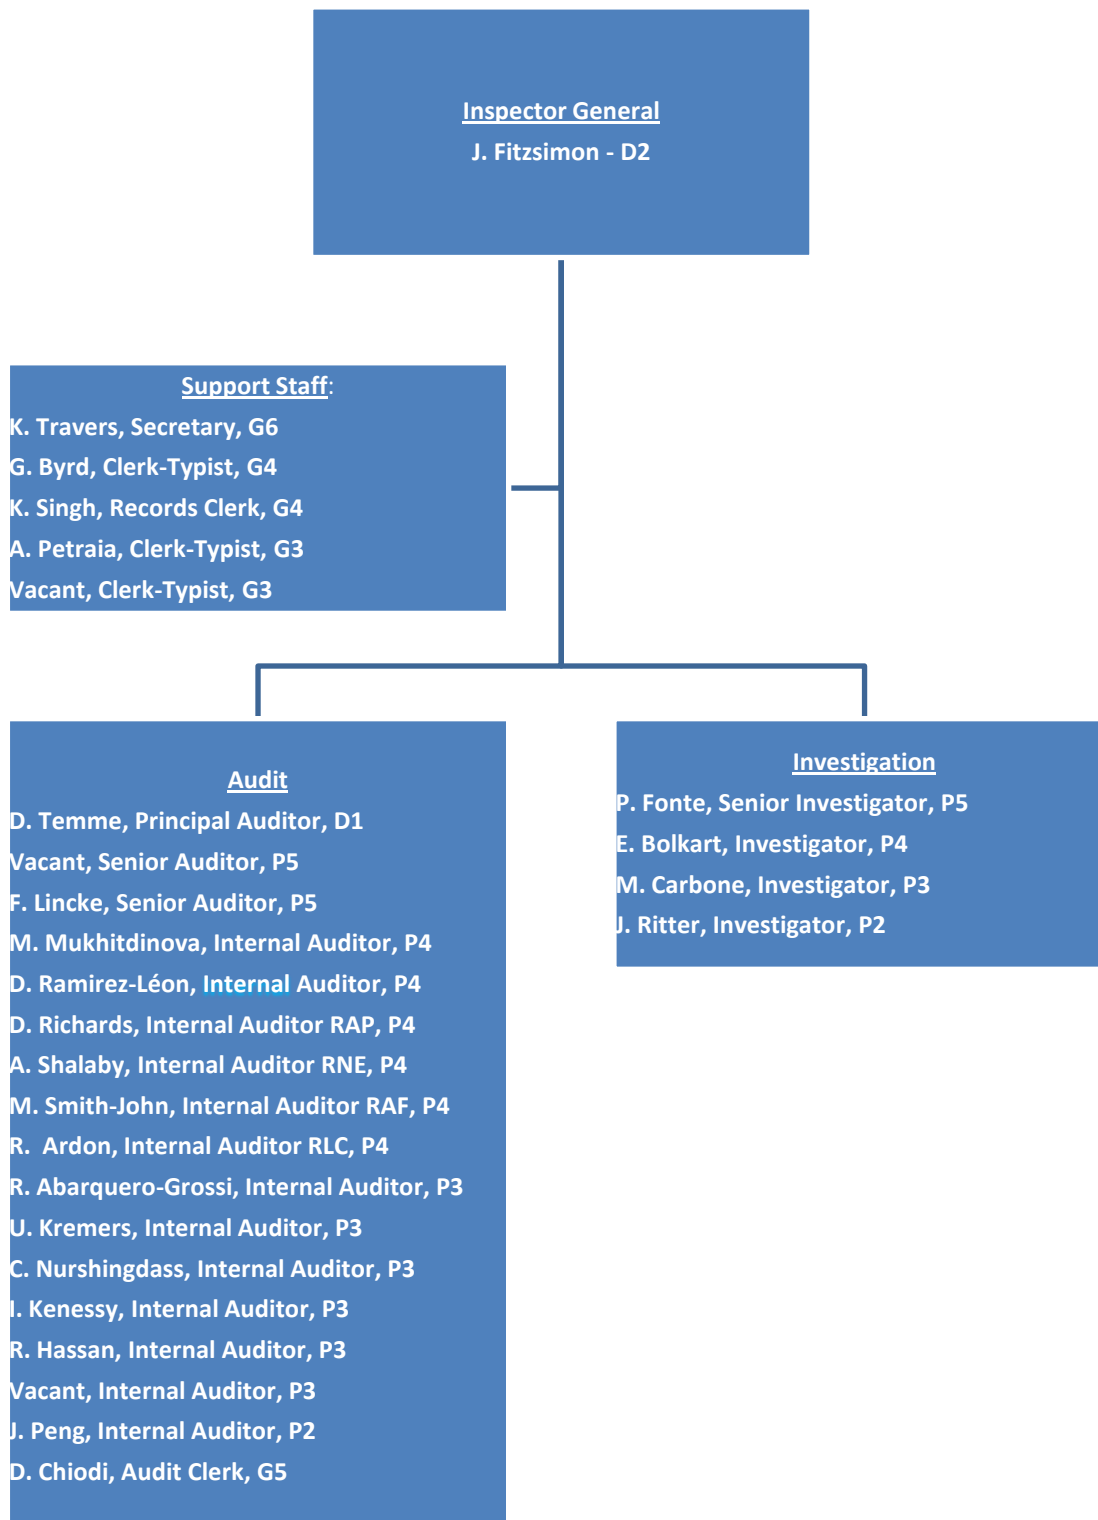 Inspector General
J. Fitzsimon - D2
Support Staff:
K. Travers, Secretary, G6
G. Byrd, Clerk-Typist, G4
K. Singh, Records Clerk, G4
A. Petraia, Clerk-Typist, G3
Vacant, Clerk-Typist, G3
Audit
D. Temme, Principal Auditor, D1
Vacant, Senior Auditor, P5
F. Lincke, Senior Auditor, P5
M. Mukhitdinova, Internal Auditor, P4
D. Ramirez-Léon, Internal Auditor, P4
D. Richards, Internal Auditor RAP, P4
A. Shalaby, Internal Auditor RNE, P4
M. Smith-John, Internal Auditor RAF, P4
R.  Ardon, Internal Auditor RLC, P4
R. Abarquero-Grossi, Internal Auditor, P3
U. Kremers, Internal Auditor, P3
C. Nurshingdass, Internal Auditor, P3
I. Kenessy, Internal Auditor, P3
R. Hassan, Internal Auditor, P3
Vacant, Internal Auditor, P3
J. Peng, Internal Auditor, P2
D. Chiodi, Audit Clerk, G5
Investigation
P. Fonte, Senior Investigator, P5
E. Bolkart, Investigator, P4
M. Carbone, Investigator, P3
J. Ritter, Investigator, P2